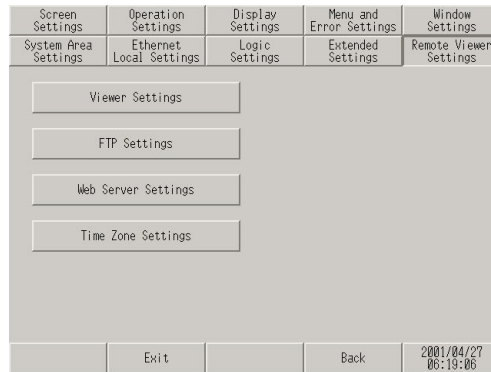 Screen Settings
Operation Settings
Display Settings
Menu and Error Settings
Window Settings
System Area Settings
Ethernet Local Settings
Logic Settings
Extended Settings
Remote Viewer Settings
Viewer Settings
FTP Settings
Web Server Settings
Time Zone Settings
Exit
Back
2001/04/27
06:19:06